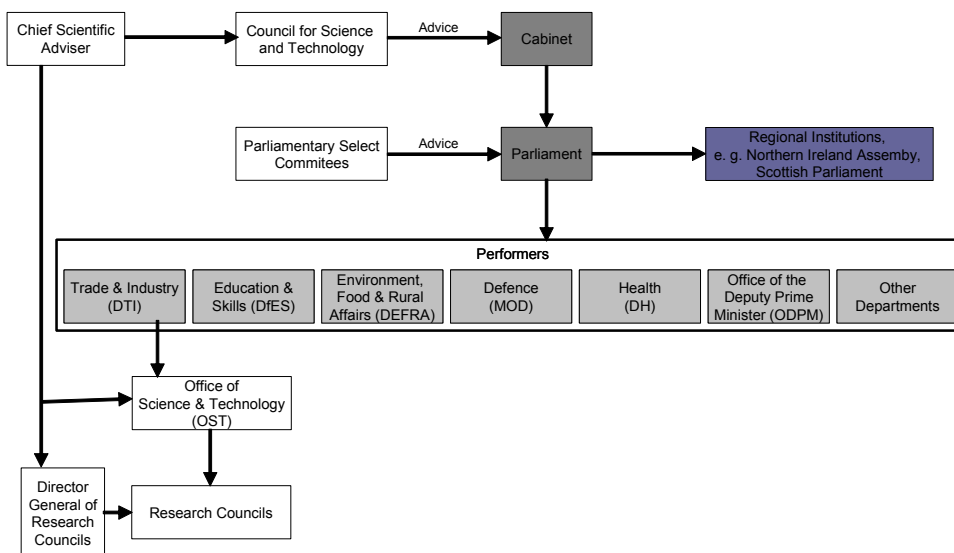 Chief Scientific
Adviser
Council for Science
and Technology
Advice
Cabinet
Parliamentary Select
Commitees
Advice
Parliament
Regional Institutions,
e. g. Northern Ireland Assemby,
Scottish Parliament
Performers
Trade & Industry
(DTI)
Education &
Skills (DfES)
Environment,
Food & Rural
Affairs (DEFRA)
Defence
(MOD)
Health
(DH)
Office of the
Deputy Prime
Minister (ODPM)
Other
Departments
Office of
Science & Technology
(OST)
Director
General of
Research
Councils
Research Councils